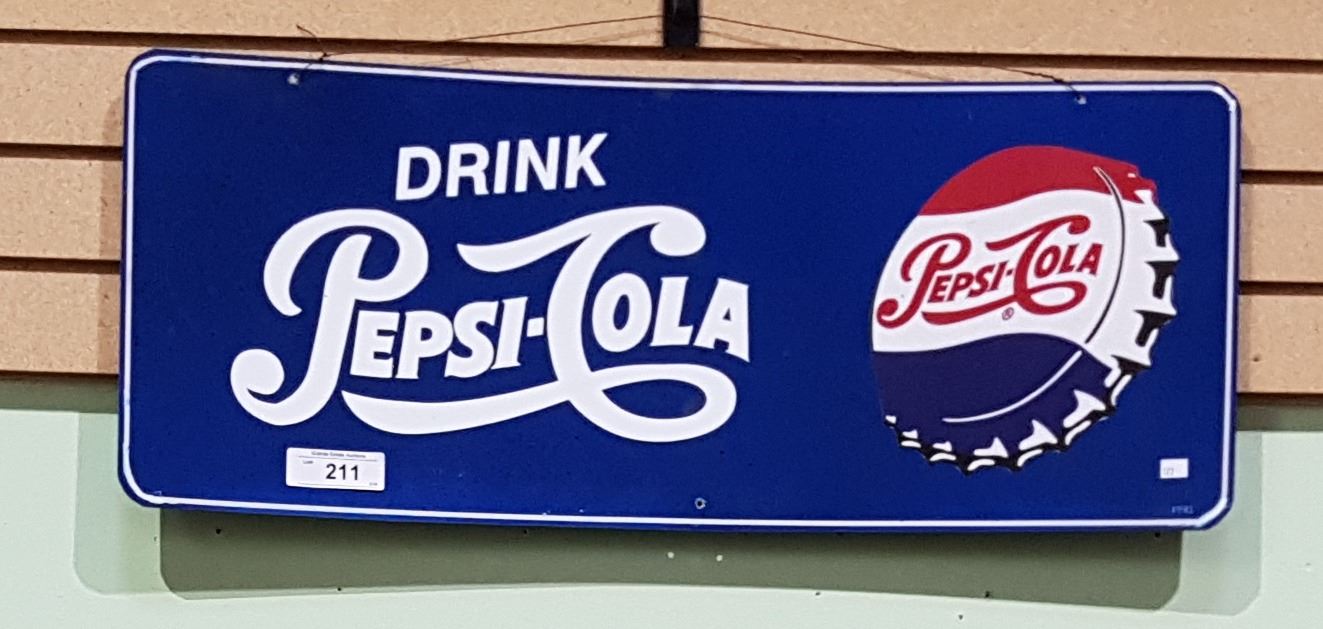 DRINK
PEPSI-COLA
PEPSI-COLA
®
211